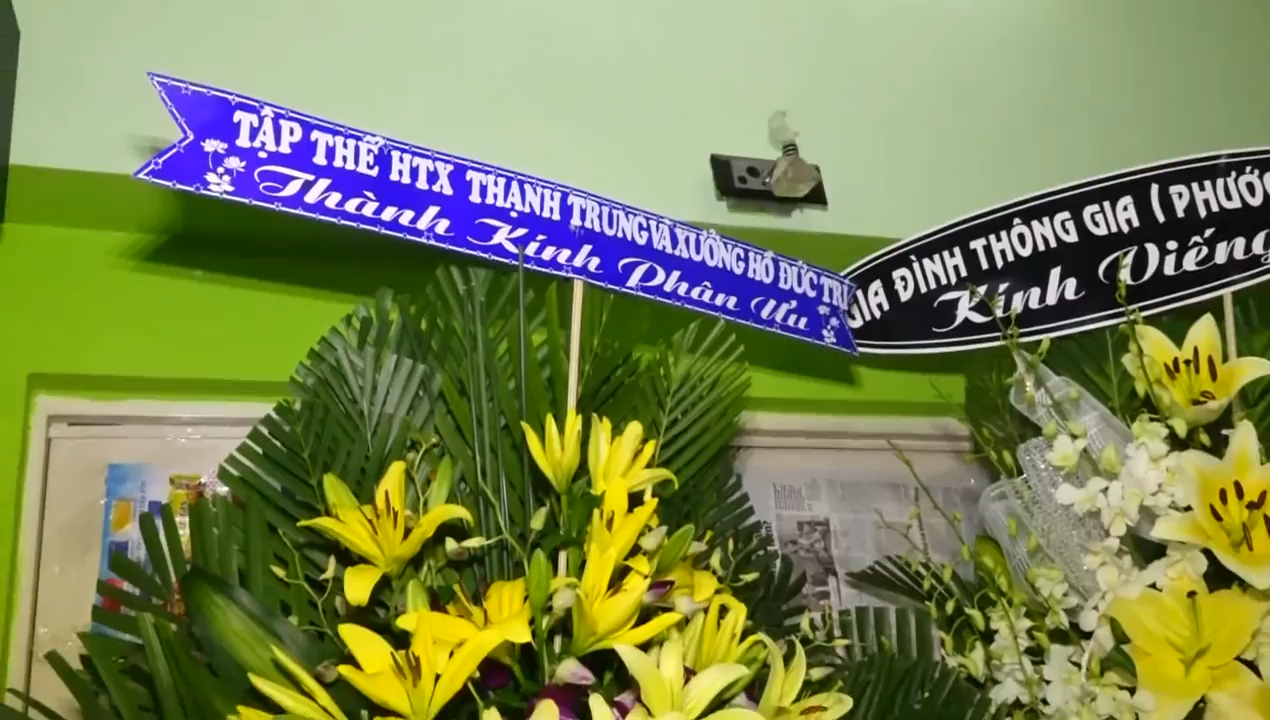 TẬP THỂ HTX THẠNH TRUNG VÀ XƯỞNG HỒ ĐỨC TRÍ
Thành Kính Phân Ưu
GIA ĐÌNH THÔNG GIA ( PHƯỚC
Kính Viếng